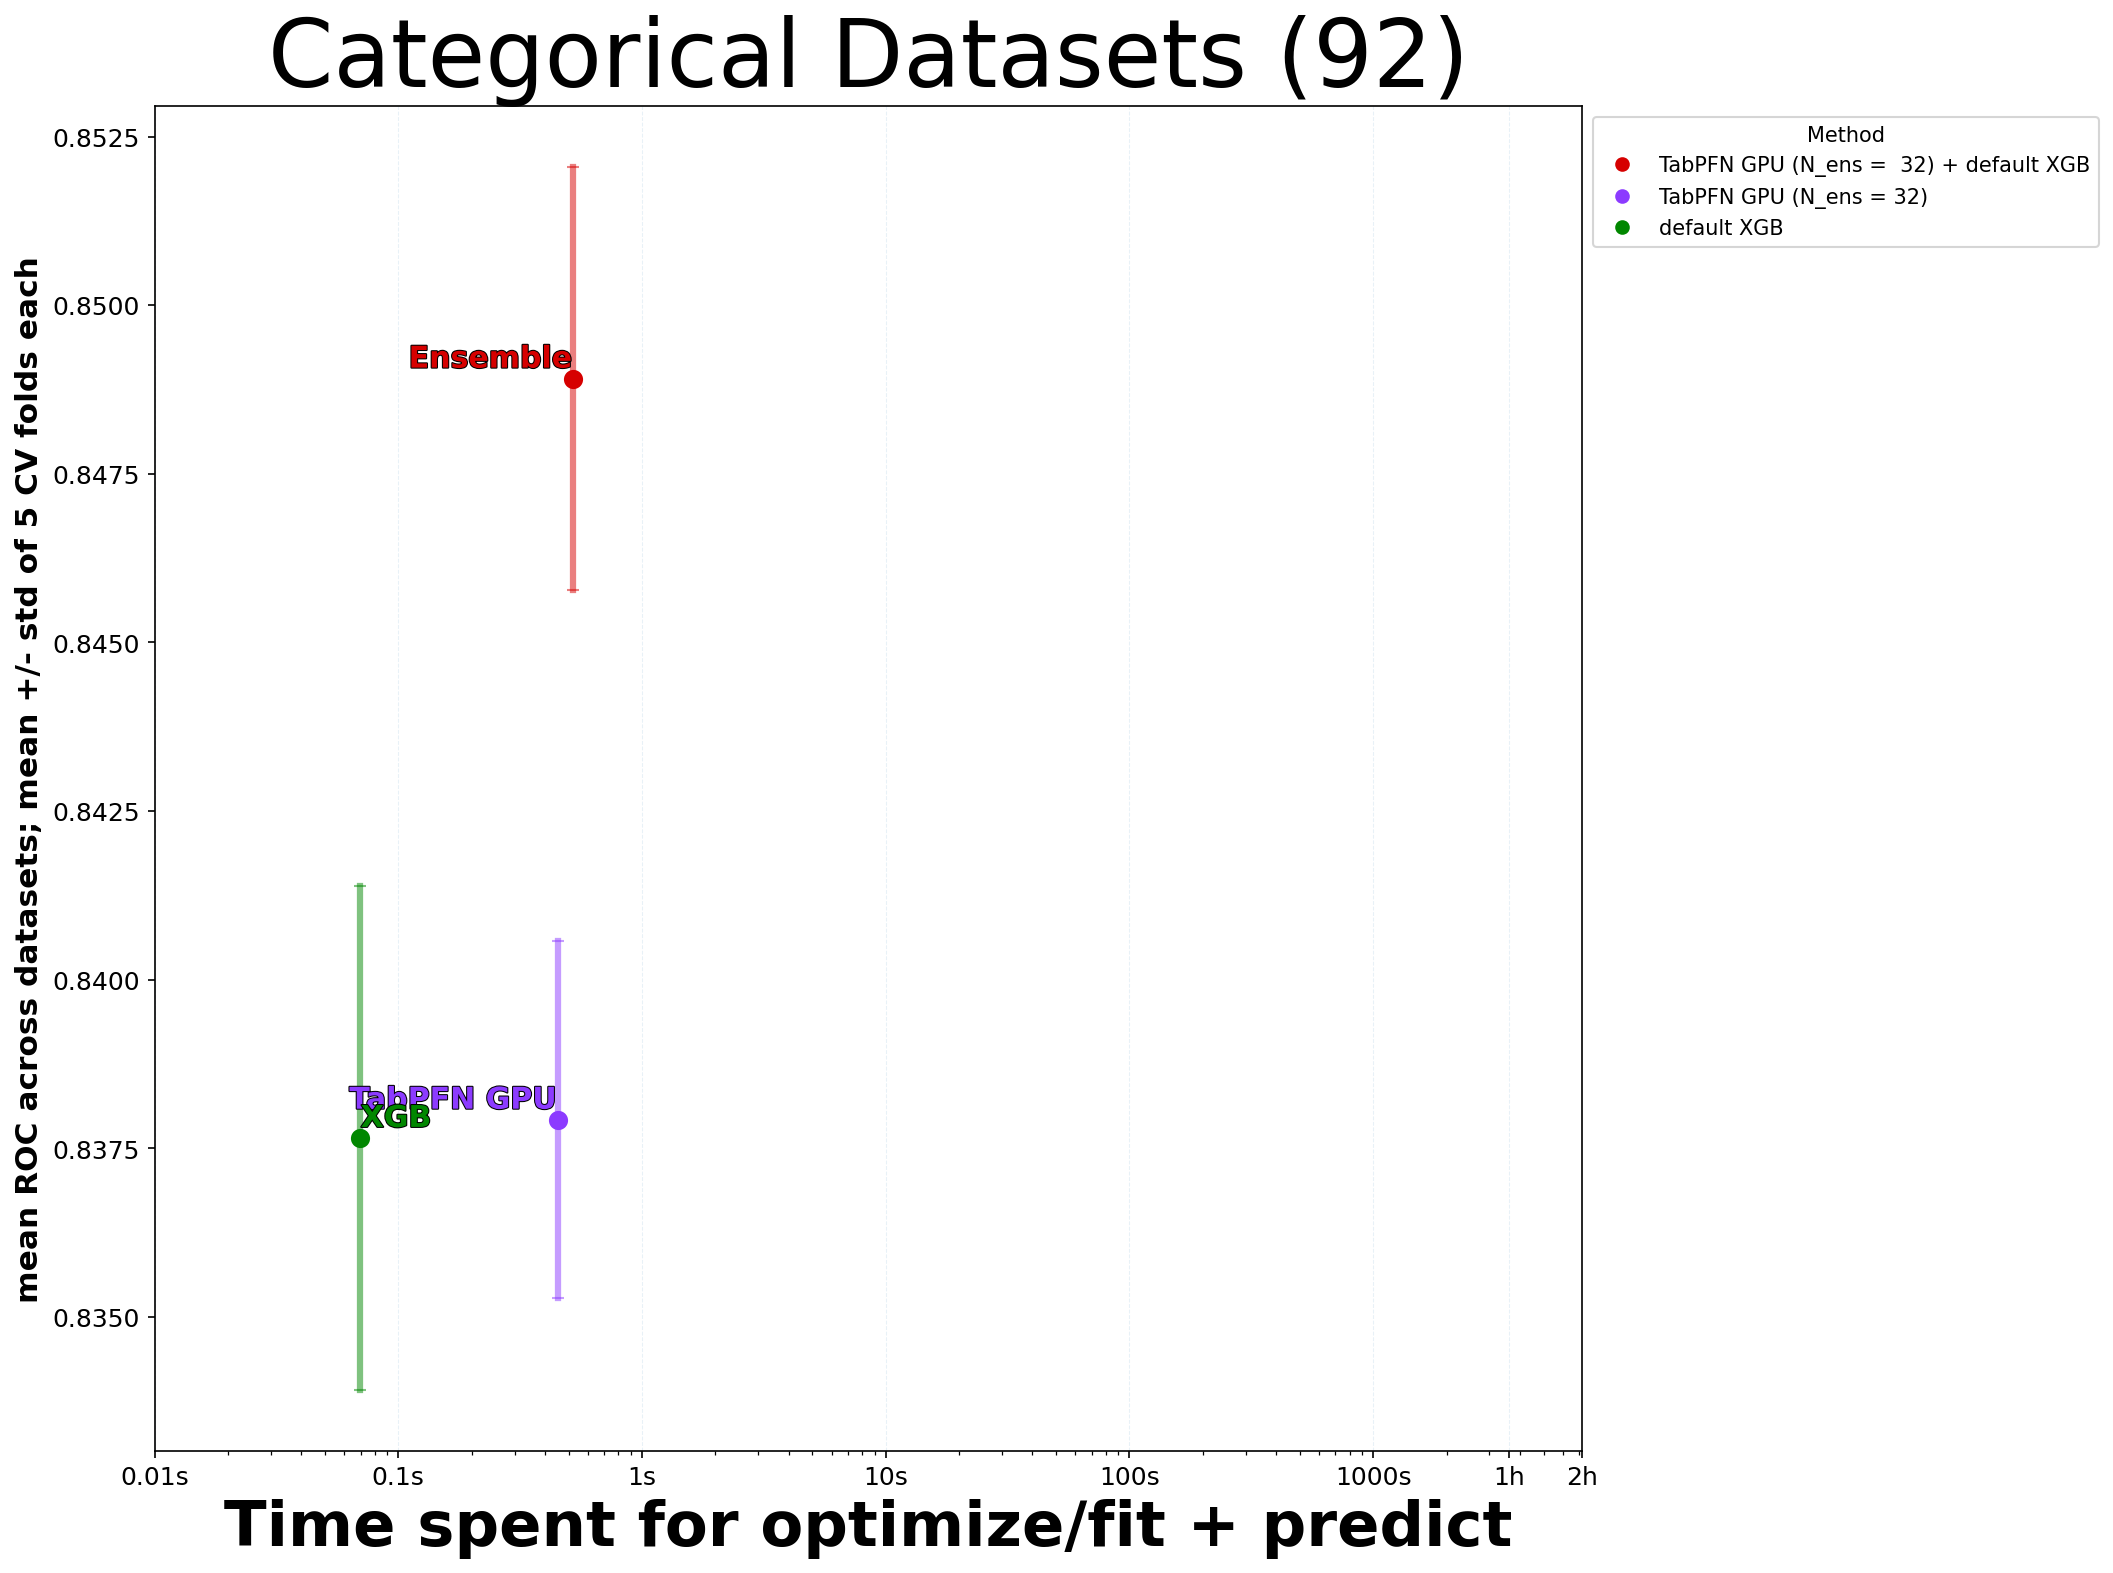 Categorical Datasets (92)
mean ROC across datasets; mean +/- std of 5 CV folds each
0.8525
0.8500
0.8475
0.8450
0.8425
0.8400
0.8375
0.8350
Ensemble
TabPFN GPU
XGB
0.01s 0.1s 1s 10s 100s 1000s 1h 2h
Time spent for optimize/fit + predict
Method
TabPFN GPU (N_ens =  32) + default XGB
TabPFN GPU (N_ens = 32)
default XGB